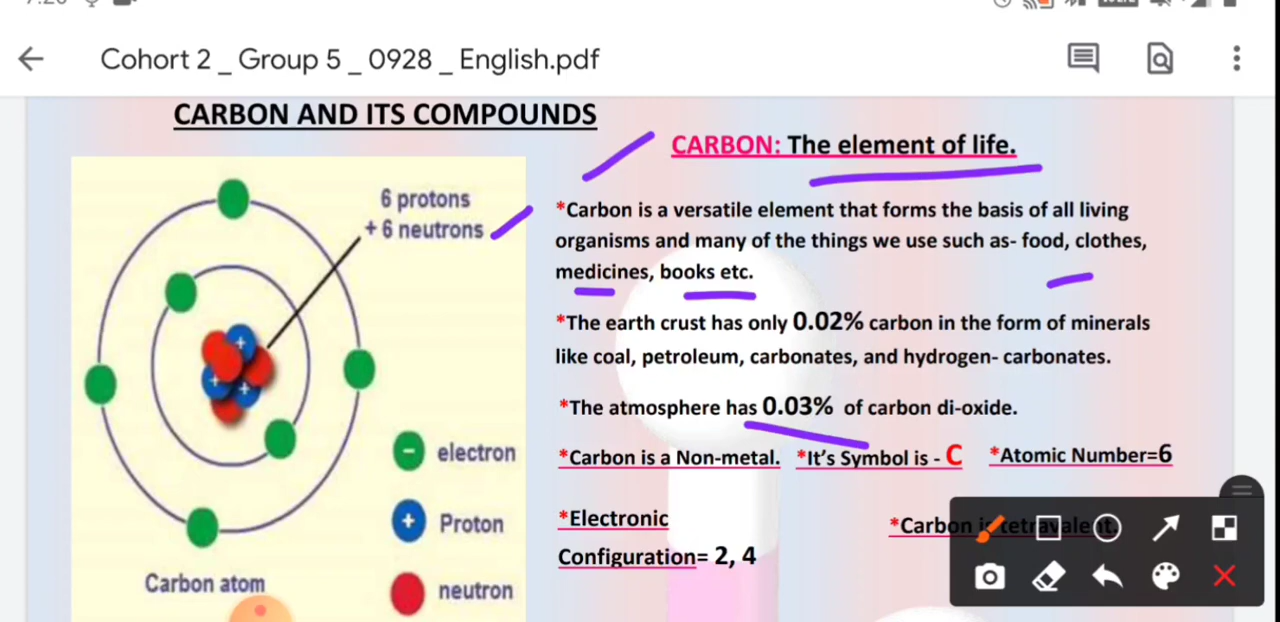 Cohort 2 _ Group 5 _ 0928 _ English.pdf
CARBON AND ITS COMPOUNDS
CARBON: The element of life.
6 protons
+ 6 neutrons
*Carbon is a versatile element that forms the basis of all living
organisms and many of the things we use such as- food, clothes,
medicines, books etc.
*The earth crust has only 0.02% carbon in the form of minerals
like coal, petroleum, carbonates, and hydrogen- carbonates.
*The atmosphere has 0.03% of carbon di-oxide.
*Carbon is a Non-metal. *It's Symbol is - C *Atomic Number=6
*Electronic
Configuration= 2, 4
*Carbon is tetravalent.
electron
Proton
neutron
Carbon atom